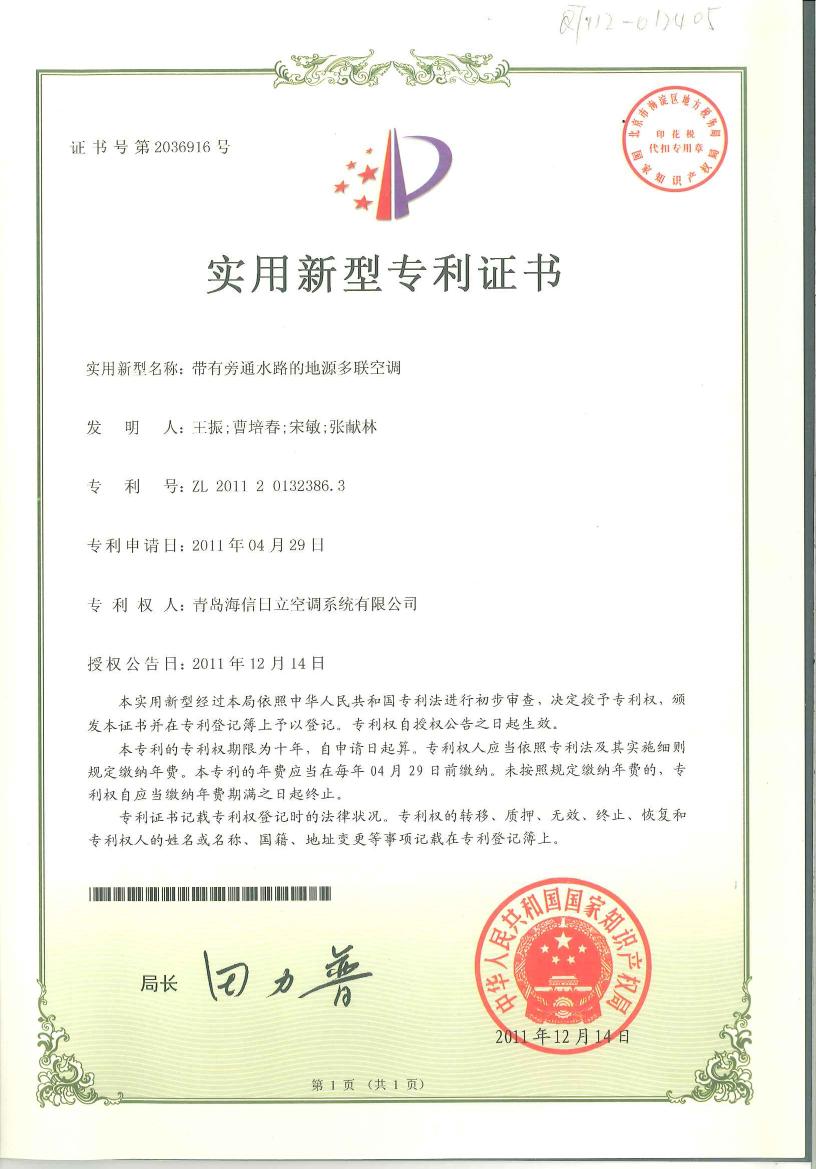 证书号第2036916号
北京市海淀区地方税务局
印花税
代扣专用章
国家知识产权局
实用新型专利证书
实用新型名称：带有旁通水路的地源多联空调
发明人：王振;曹培春;宋敏;张献林
专利号：ZL 2011 2 0132386.3
专利申请日：2011年04月29日
专利权人：青岛海信日立空调系统有限公司
授权公告日：2011年12月14日
本实用新型经过本局依照中华人民共和国专利法进行初步审查，决定授予专利权，颁
发本证书并在专利登记簿上予以登记。专利权自授权公告之日起生效。
本专利的专利权期限为十年，自申请日起算。专利权人应当依照专利法及其实施细则
规定缴纳年费。本专利的年费应当在每年04月29日前缴纳。未按照规定缴纳年费的，专
利权自应当缴纳年费期满之日起终止。
专利证书记载专利权登记时的法律状况。专利权的转移、质押、无效、终止、恢复和
专利权人的姓名或名称、国籍、地址变更等事项记载在专利登记簿上。
局长 田力普
中华人民共和国国家知识产权局
2011年12月14日
第1页（共1页）